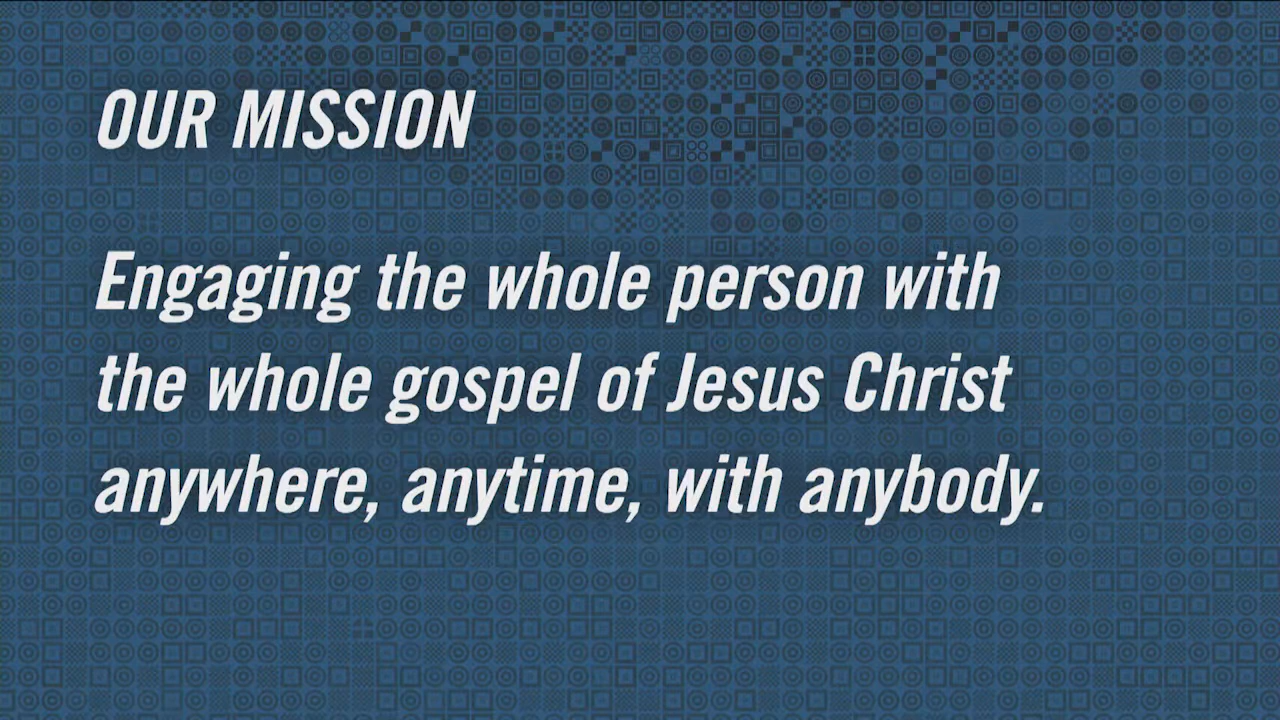 OUR MISSION
Engaging the whole person with
the whole gospel of Jesus Christ
anywhere, anytime, with anybody.